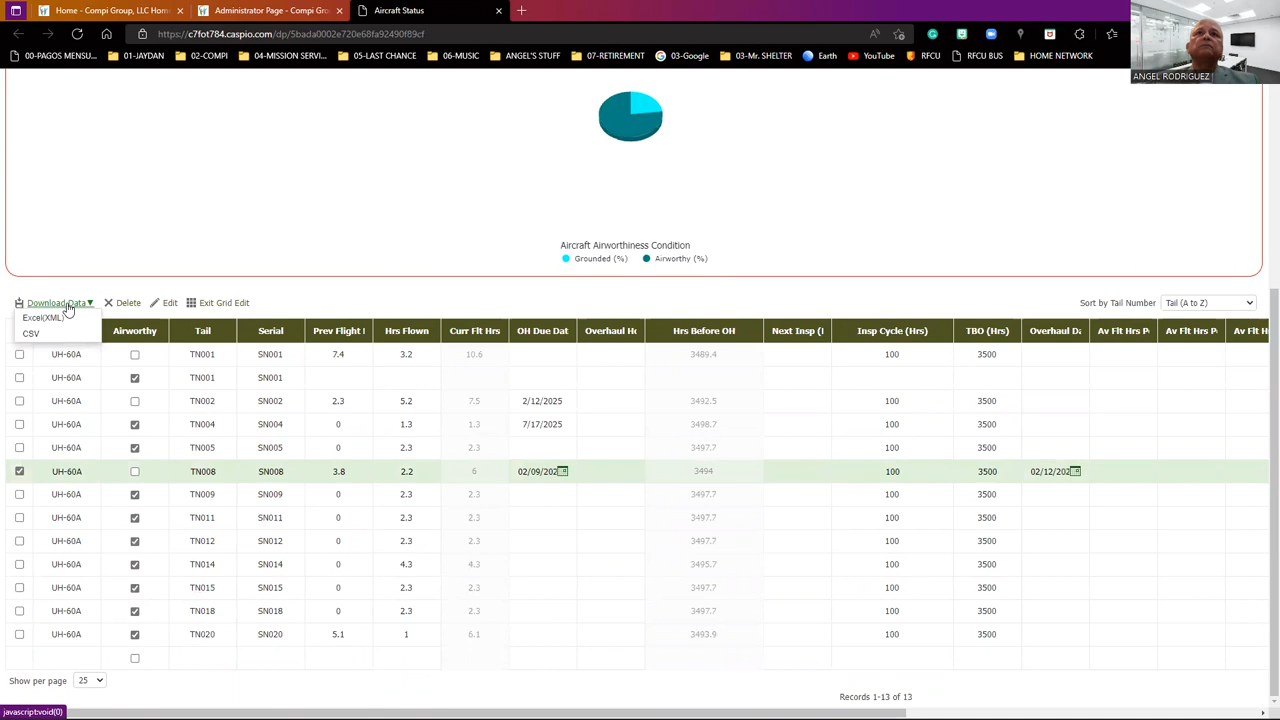 Home - Compi Group, LLC Hom
Administrator Page - Compi Gro
Aircraft Status
https://c7fot784.caspio.com/dp/5bada0002e720e68fa92490f89cf
00-PAGOS MENSU...
01-JAYDAN
02-COMPI
04-MISSION SERVI...
05-LAST CHANCE
06-MUSIC
ANGEL'S STUFF
07-RETIREMENT
03-Google
03-Mr. SHELTER
Earth
YouTube
RFCU
RFCU BUS
HOME NETWORK
ANGEL RODRIGUEZ
Aircraft Airworthiness Condition
Grounded (%) Airworthy (%)
Download Data Delete Edit Exit Grid Edit Sort by Tail Number Tail (A to Z)
Excel(XML)
CSV
Airworthy Tail Serial Prev Flight Hrs Flown Curr Flt Hrs OH Due Dat Overhaul Ho Hrs Before OH Next Insp ( Insp Cycle (Hrs) TBO (Hrs) Overhaul Da Av Flt Hrs P Av Flt Hrs P Av Flt H
UH-60A TN001 SN001 7.4 3.2 10.6 3489.4 100 3500
UH-60A TN001 SN001
UH-60A TN002 SN002 2.3 5.2 7.5 2/12/2025 3492.5 100 3500
UH-60A TN004 SN004 0 1.3 1.3 7/17/2025 3498.7 100 3500
UH-60A TN005 SN005 0 2.3 2.3 3497.7 100 3500
UH-60A TN008 SN008 3.8 2.2 6 02/09/202 3494 100 3500 02/12/202
UH-60A TN009 SN009 0 2.3 2.3 3497.7 100 3500
UH-60A TN011 SN011 0 2.3 2.3 3497.7 100 3500
UH-60A TN012 SN012 0 2.3 2.3 3497.7 100 3500
UH-60A TN014 SN014 0 4.3 4.3 3495.7 100 3500
UH-60A TN015 SN015 0 2.3 2.3 3497.7 100 3500
UH-60A TN018 SN018 0 2.3 2.3 3497.7 100 3500
UH-60A TN020 SN020 5.1 1 6.1 3493.9 100 3500
Show per page 25
Records 1-13 of 13
javascript:void(0)